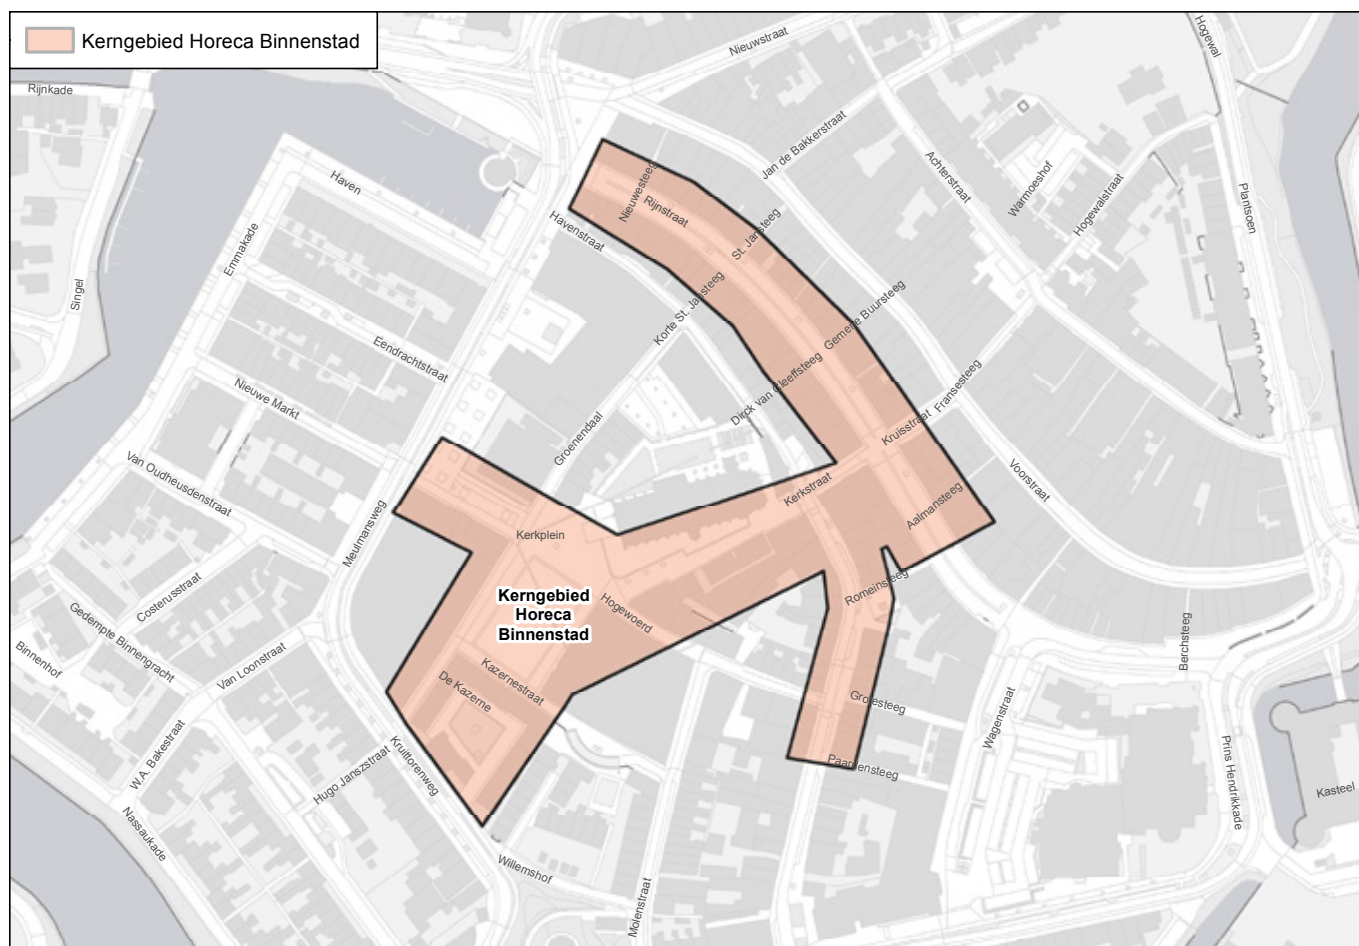 Kerngebied Horeca Binnenstad
Rijnkade
Nieuwstraat
Hogewal
Jan de Bakkerstraat
Achterstraat
Warmoeshof
Hogewalstraat
Plantsoen
Haven
Havenstraat
Nieuwesteeg
Rijnstraat
St. Jansteeg
Emmakade
Singel
Korte St. Jansteeg
Gemene Buursteeg
Eendrachtstraat
Nieuwe Markt
Dirck van Cleeffsteeg
Fransesteeg
Kruisstraat
Groenendaal
Van Oudheusdenstraat
Meulmansweg
Kerkstraat
Voorstraat
Aalmansteeg
Kerkplein
Kerngebied
Horeca
Binnenstad
Hogewoerd
Romeinsteeg
Costerusstraat
Gedempte Binnengracht
Binnenhof
Van Loonstraat
Berchsteeg
Kazernestraat
De Kazerne
Grotesteeg
Wagenstraat
W.A. Bakestraat
Hugo Janszstraat
Kruittorenweg
Paardensteeg
Prins Hendrikkade
Kasteel
Nassaukade
Willemshof
Molenstraat